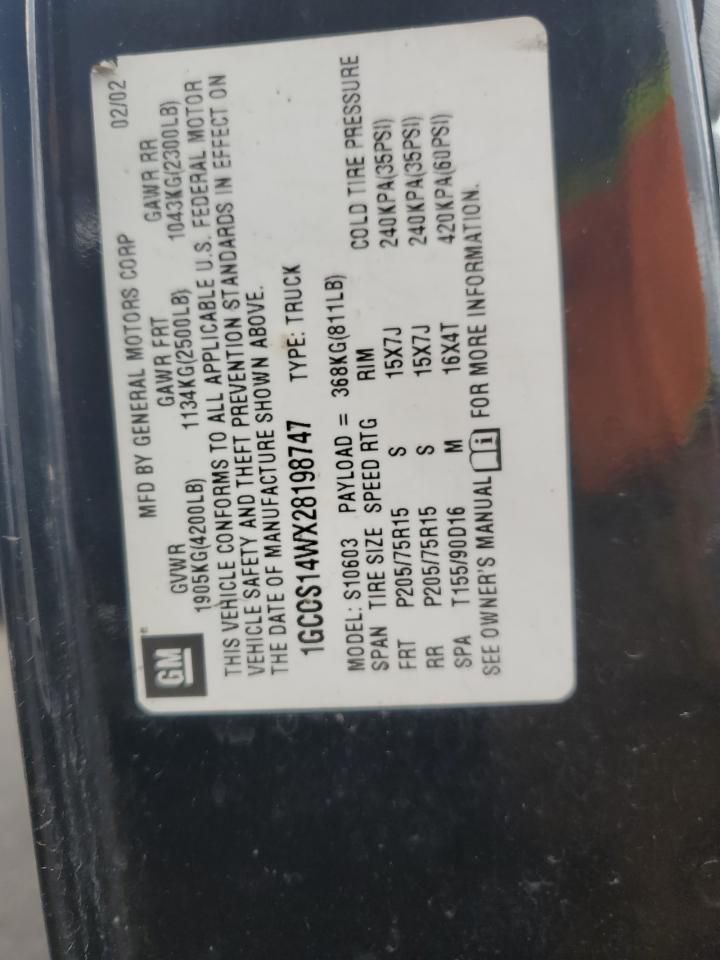 GM
MFD BY GENERAL MOTORS CORP 02/02
GVWR GAWR FRT GAWR RR
1905KG(4200LB) 1134KG(2500LB) 1043KG(2300LB)
THIS VEHICLE CONFORMS TO ALL APPLICABLE U.S. FEDERAL MOTOR
VEHICLE SAFETY AND THEFT PREVENTION STANDARDS IN EFFECT ON
THE DATE OF MANUFACTURE SHOWN ABOVE.
1GCCS14WX28198747 TYPE: TRUCK
MODEL: S10603 PAYLOAD = 368KG(811LB)
SPAN TIRE SIZE SPEED RTG RIM COLD TIRE PRESSURE
FRT P205/75R15 S 15X7J 240KPA(35PSI)
RR P205/75R15 S 15X7J 240KPA(35PSI)
SPA T155/90D16 M 16X4T 420KPA(60PSI)
SEE OWNER'S MANUAL i FOR MORE INFORMATION.